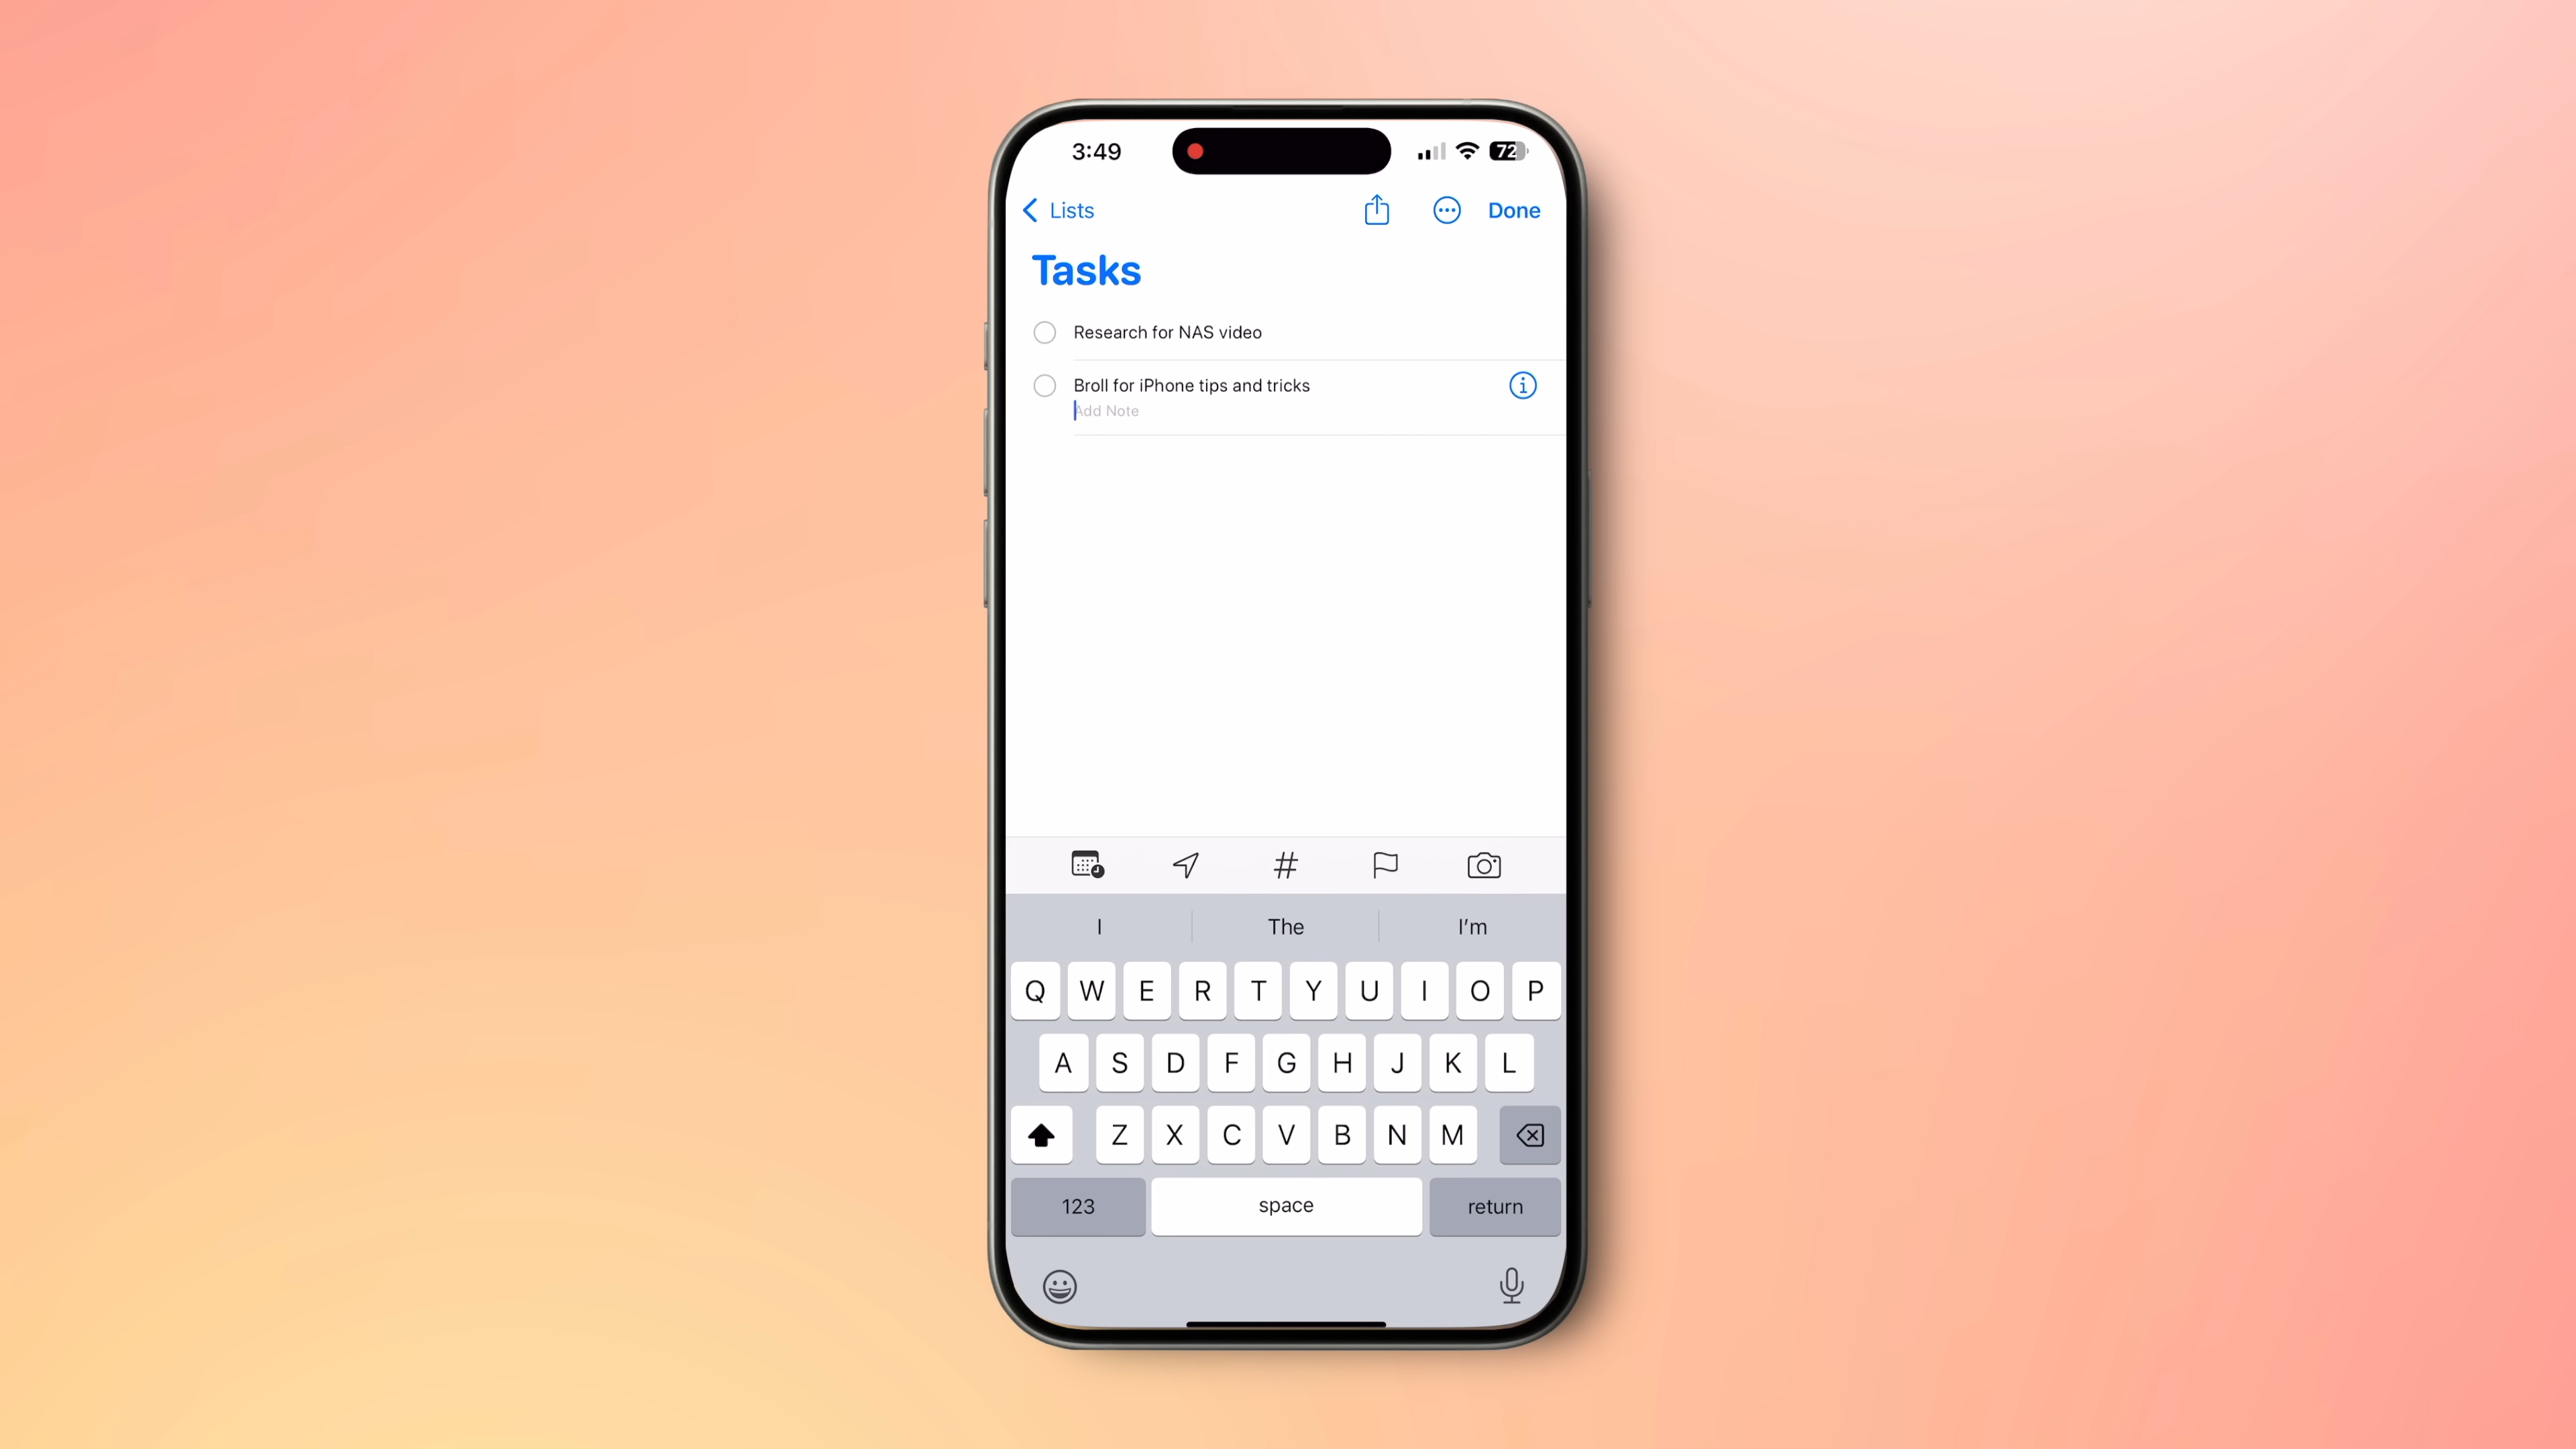 3:49
72
Lists
Done
Tasks
Research for NAS video
Broll for iPhone tips and tricks
Add Note
#
I The I'm
Q W E R T Y U I O P
A S D F G H J K L
Z X C V B N M
123 space return